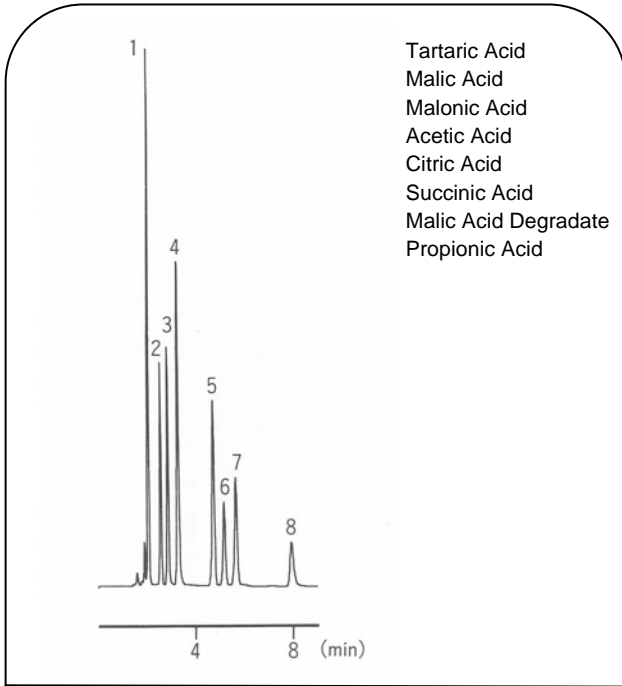 Tartaric Acid
Malic Acid
Malonic Acid
Acetic Acid
Citric Acid
Succinic Acid
Malic Acid Degradate
Propionic Acid
1
2
3
4
5
6
7
8
4 8 (min)